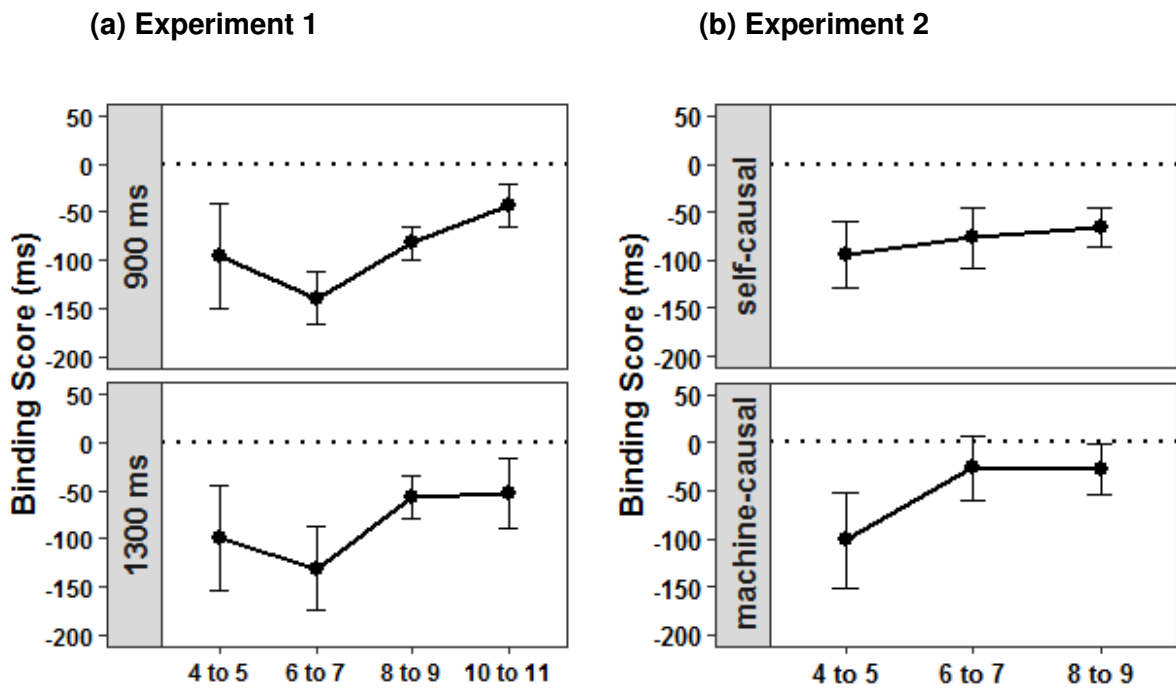 (a) Experiment 1
(b) Experiment 2
Binding Score (ms)
900 ms
50
0
-50
-100
-150
-200
1300 ms
50
0
-50
-100
-150
-200
4 to 5 6 to 7 8 to 9 10 to 11
Binding Score (ms)
self-causal
50
0
-50
-100
-150
-200
machine-causal
50
0
-50
-100
-150
-200
4 to 5 6 to 7 8 to 9